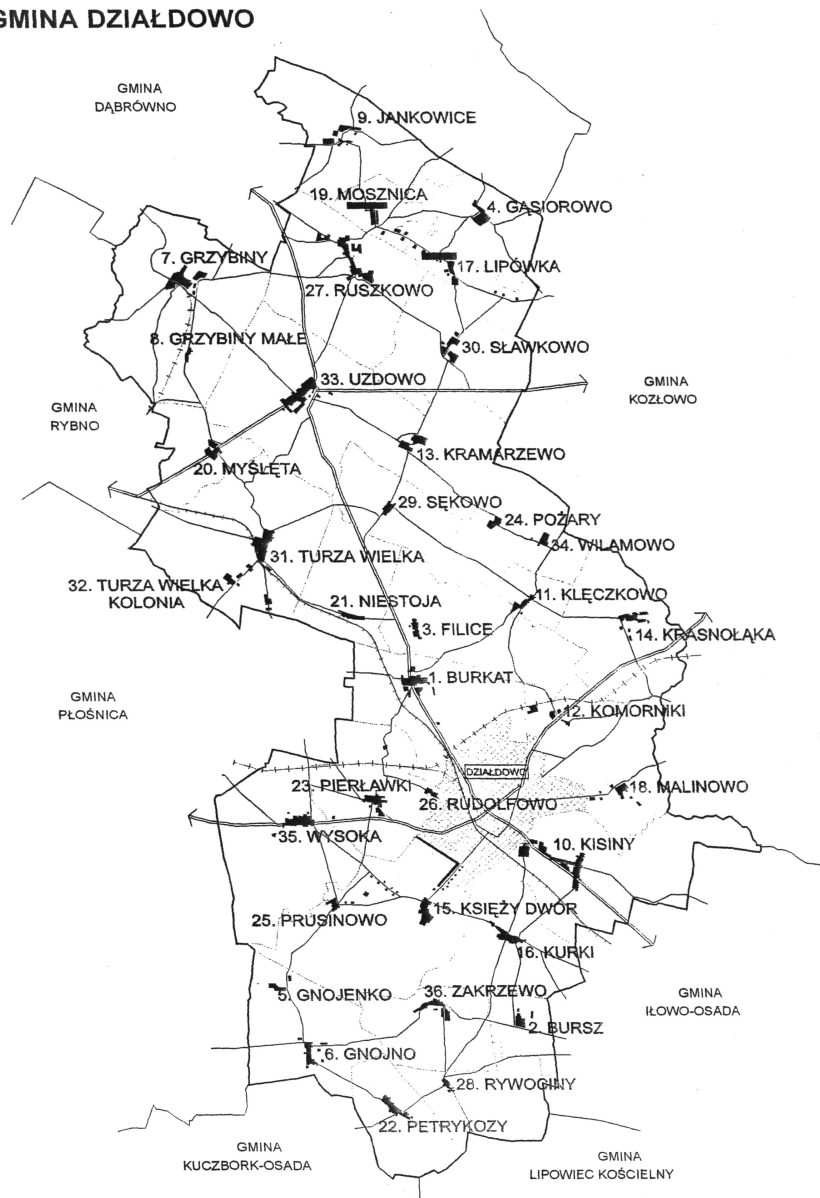 GMINA DZIAŁDOWO
GMINA
DĄBRÓWNO
9. JANKOWICE
19. MOSZNICA
4. GĄSIOROWO
7. GRZYBINY
17. LIPÓWKA
27. RUSZKOWO
8. GRZYBINY MAŁE
30. SŁAWKOWO
33. UZDOWO
GMINA
KOZŁOWO
GMINA
RYBNO
13. KRAMARZEWO
20. MYŚLĘTA
29. SĘKOWO
24. POŻARY
34. WILAMOWO
31. TURZA WIELKA
32. TURZA WIELKA
KOLONIA
11. KLĘCZKOWO
21. NIESTOJA
3. FILICE
14. KRASNOŁĄKA
1. BURKAT
GMINA
PŁOŚNICA
12. KOMORNIKI
DZIAŁDOWO
23. PIERŁAWKI
18. MALINOWO
26. RUDOLFOWO
35. WYSOKA
10. KISINY
25. PRUSINOWO
15. KSIĘŻY DWÓR
16. KURKI
5. GNOJENKO
36. ZAKRZEWO
GMINA
IŁOWO-OSADA
2. BURSZ
6. GNOJNO
28. RYWOCINY
22. PETRYKOZY
GMINA
KUCZBORK-OSADA
GMINA
LIPOWIEC KOŚCIELNY